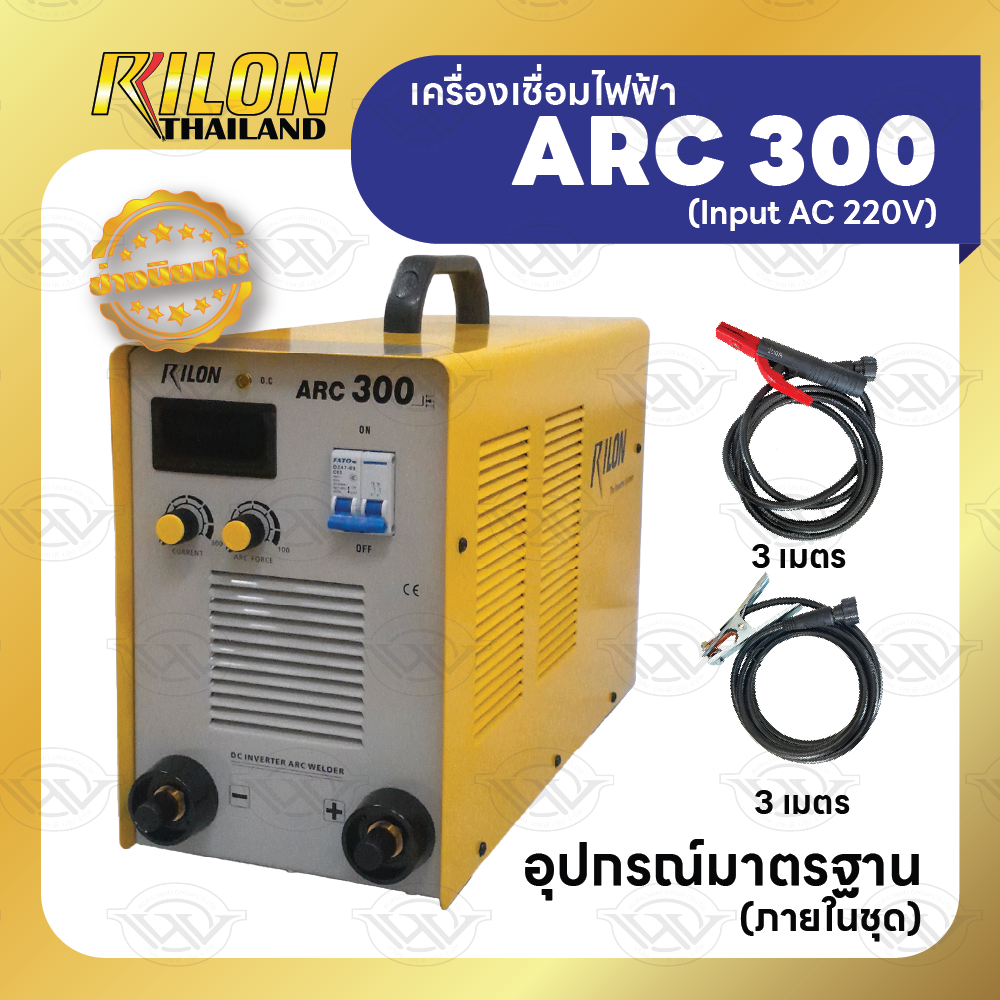 RILON
THAILAND
เครื่องเชื่อมไฟฟ้า
ARC 300
(Input AC 220V)
ช่างนิยมใช้
RILON
O.C
ARC 300
ON
OFF
CURRENT
300
ARC FORCE
100
CE
DC INVERTER ARC WELDER
-
+
RILON
3 เมตร
3 เมตร
อุปกรณ์มาตรฐาน
(ภายในชุด)